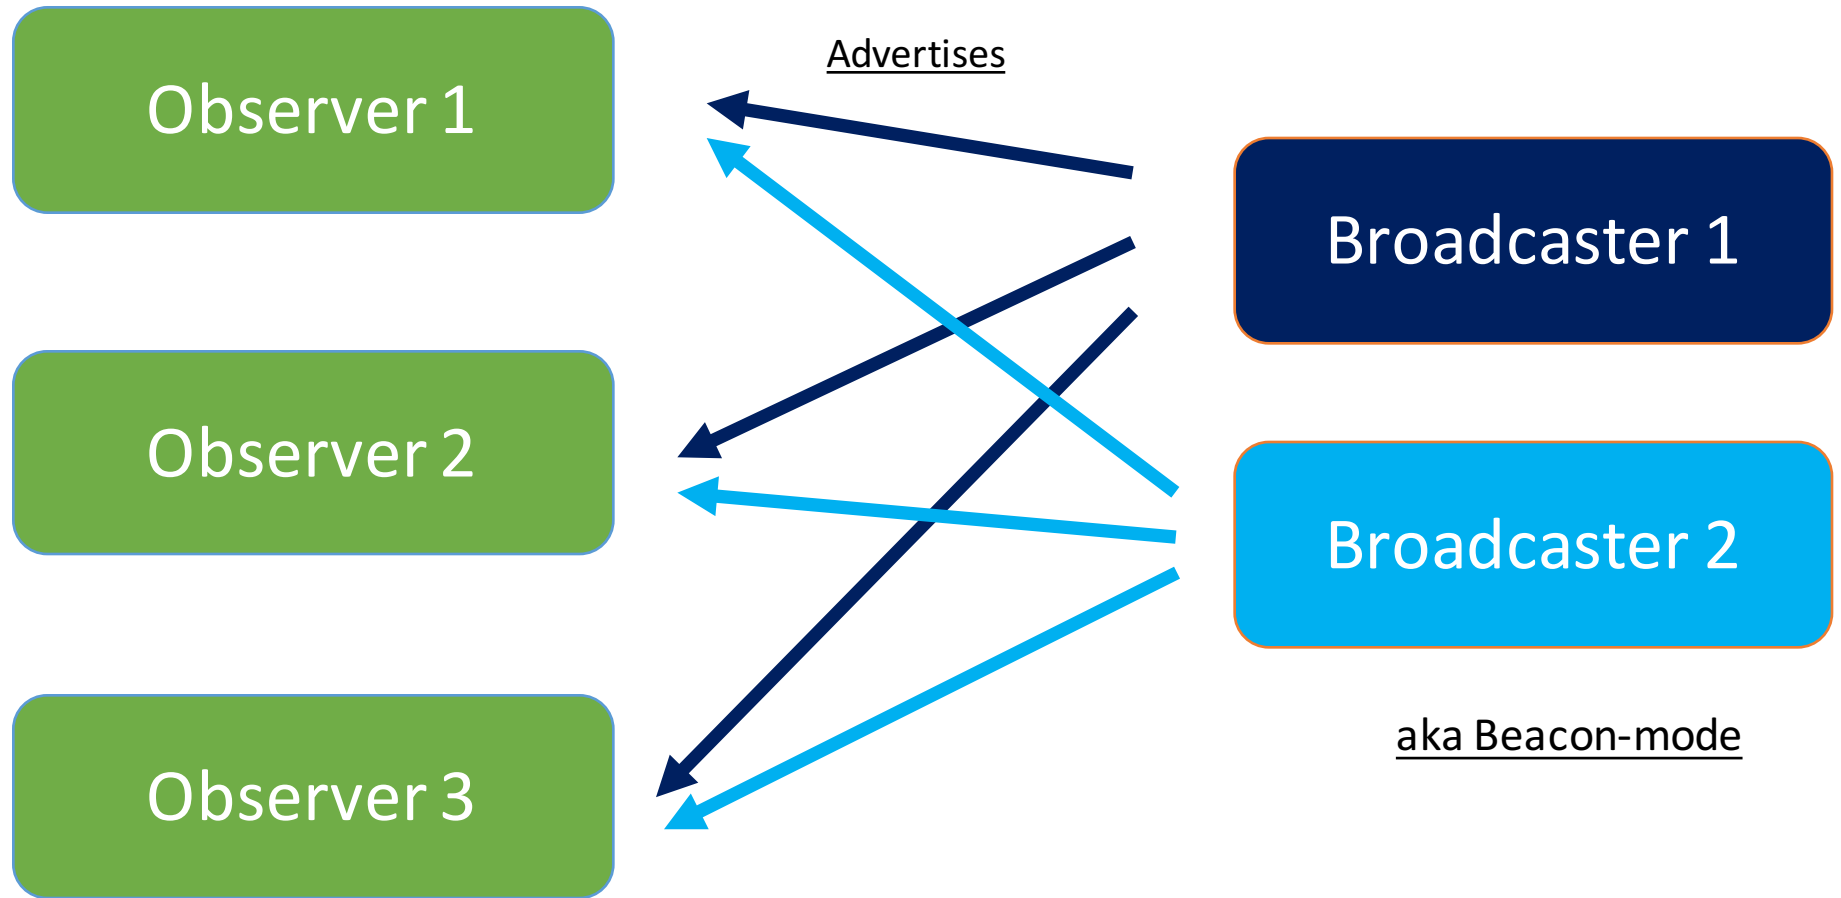 Observer 1
Advertises
Broadcaster 1
Observer 2
Broadcaster 2
aka Beacon-mode
Observer 3